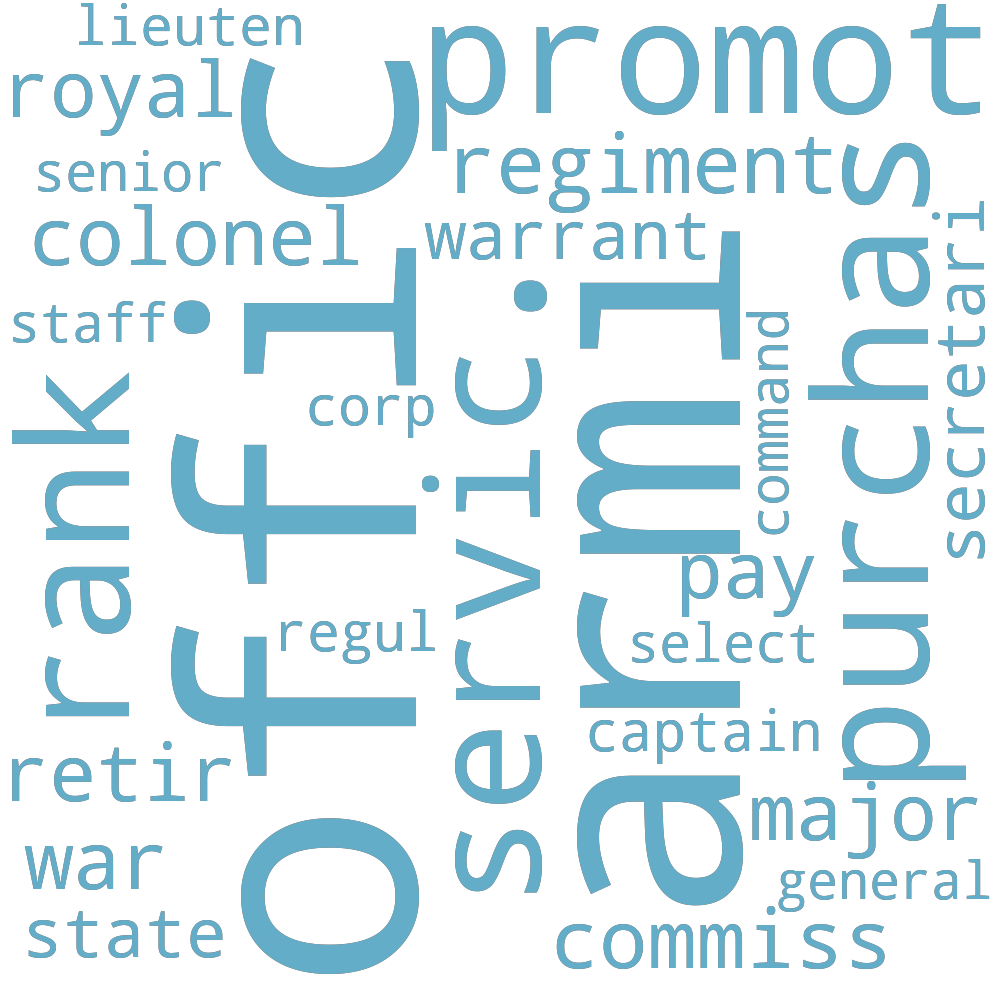 lieuten
promot
royal
offic
regiment
senior
purchas
colonel
warrant
secretari
armi
staff
servic
command
rank
corp
pay
regul
select
captain
retir
major
war
general
state
commiss